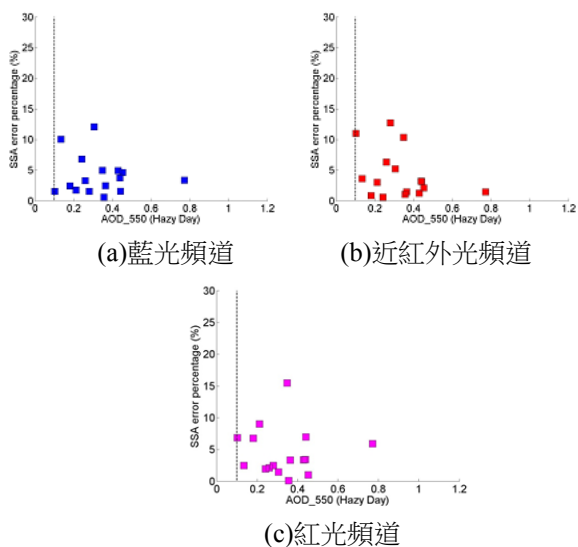 30
25
20
15
10
5
0
SSA error percentage (%)
0 0.2 0.4 0.6 0.8 1 1.2
AOD_550 (Hazy Day)
(a)藍光頻道
30
25
20
15
10
5
0
SSA error percentage (%)
0 0.2 0.4 0.6 0.8 1 1.2
AOD_550 (Hazy Day)
(b)近紅外光頻道
30
25
20
15
10
5
0
SSA error percentage (%)
0 0.2 0.4 0.6 0.8 1 1.2
AOD_550 (Hazy Day)
(c)紅光頻道